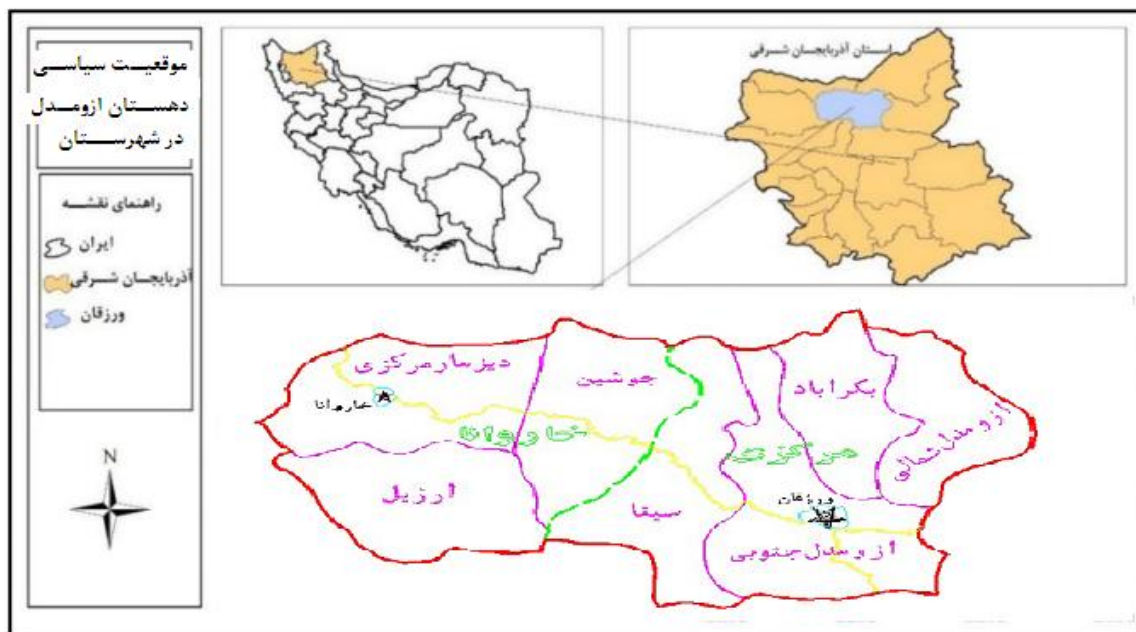 موقعیت سیاسی
دهستان ازومدل
در شهرستان
راهنمای نقشه
ایران
آذربایجان شرقی
ورزقان
N
استان آذربایجان شرقی
دیزمار مرکزی
جوشین
بکراباد
ازومدل شمالی
خاروانا
خاروانا
مرکزی
ارزیل
سیقا
ورزقان
ازومدل جنوبی